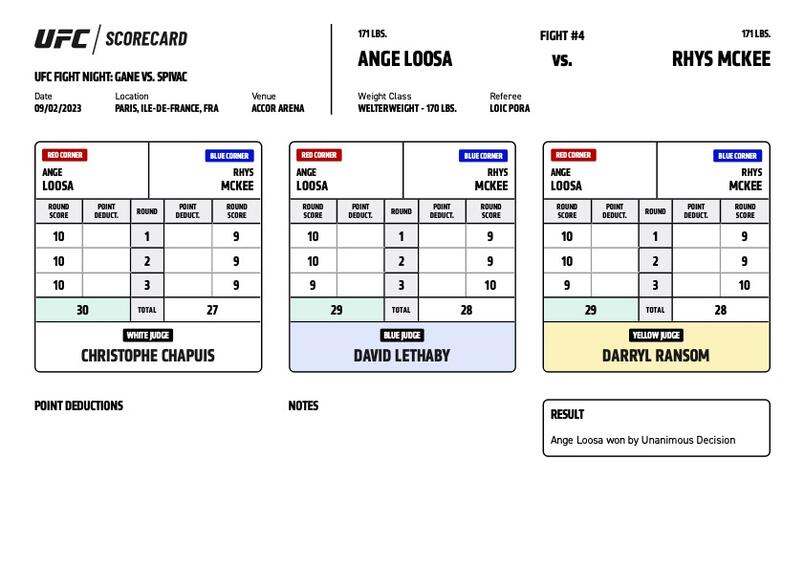 UFC / SCORECARD
UFC FIGHT NIGHT: GANE VS. SPIVAC
Date Location Venue
09/02/2023 PARIS, ILE-DE-FRANCE, FRA ACCOR ARENA
171 LBS. FIGHT #4 171 LBS.
ANGE LOOSA VS. RHYS MCKEE
Weight Class Referee
WELTERWEIGHT - 170 LBS. LOIC PORA
RED CORNER BLUE CORNER
ANGE RHYS
LOOSA MCKEE
ROUND POINT ROUND POINT ROUND
SCORE DEDUCT. DEDUCT. SCORE
10 1 9
10 2 9
10 3 9
30 TOTAL 27
WHITE JUDGE
CHRISTOPHE CHAPUIS
RED CORNER BLUE CORNER
ANGE RHYS
LOOSA MCKEE
ROUND POINT ROUND POINT ROUND
SCORE DEDUCT. DEDUCT. SCORE
10 1 9
10 2 9
9 3 10
29 TOTAL 28
BLUE JUDGE
DAVID LETHABY
RED CORNER BLUE CORNER
ANGE RHYS
LOOSA MCKEE
ROUND POINT ROUND POINT ROUND
SCORE DEDUCT. DEDUCT. SCORE
10 1 9
10 2 9
9 3 10
29 TOTAL 28
YELLOW JUDGE
DARRYL RANSOM
POINT DEDUCTIONS
NOTES
RESULT
Ange Loosa won by Unanimous Decision